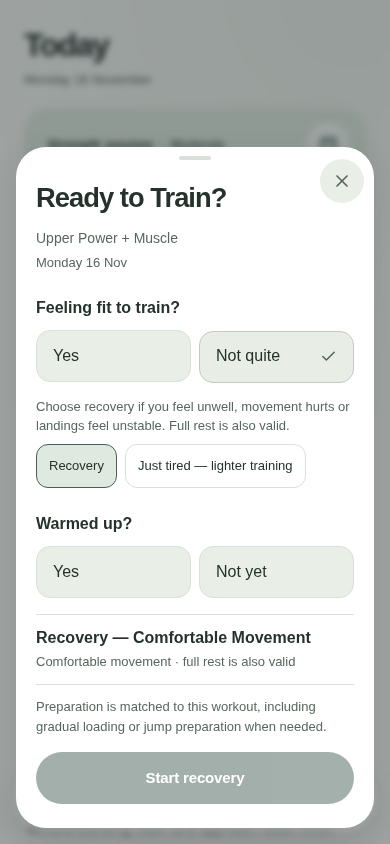 Today
Monday 16 November
Ready to Train?
Upper Power + Muscle
Monday 16 Nov
Feeling fit to train?
Yes
Not quite
Choose recovery if you feel unwell, movement hurts or
landings feel unstable. Full rest is also valid.
Recovery
Just tired — lighter training
Warmed up?
Yes
Not yet
Recovery — Comfortable Movement
Comfortable movement · full rest is also valid
Preparation is matched to this workout, including
gradual loading or jump preparation when needed.
Start recovery